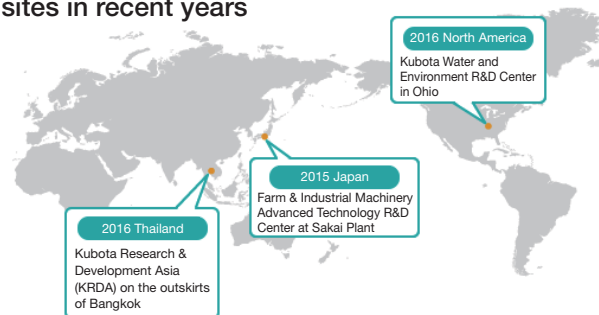 sites in recent years
2016 North America
Kubota Water and
Environment R&D Center
in Ohio
2015 Japan
Farm & Industrial Machinery
Advanced Technology R&D
Center at Sakai Plant
2016 Thailand
Kubota Research &
Development Asia
(KRDA) on the outskirts
of Bangkok